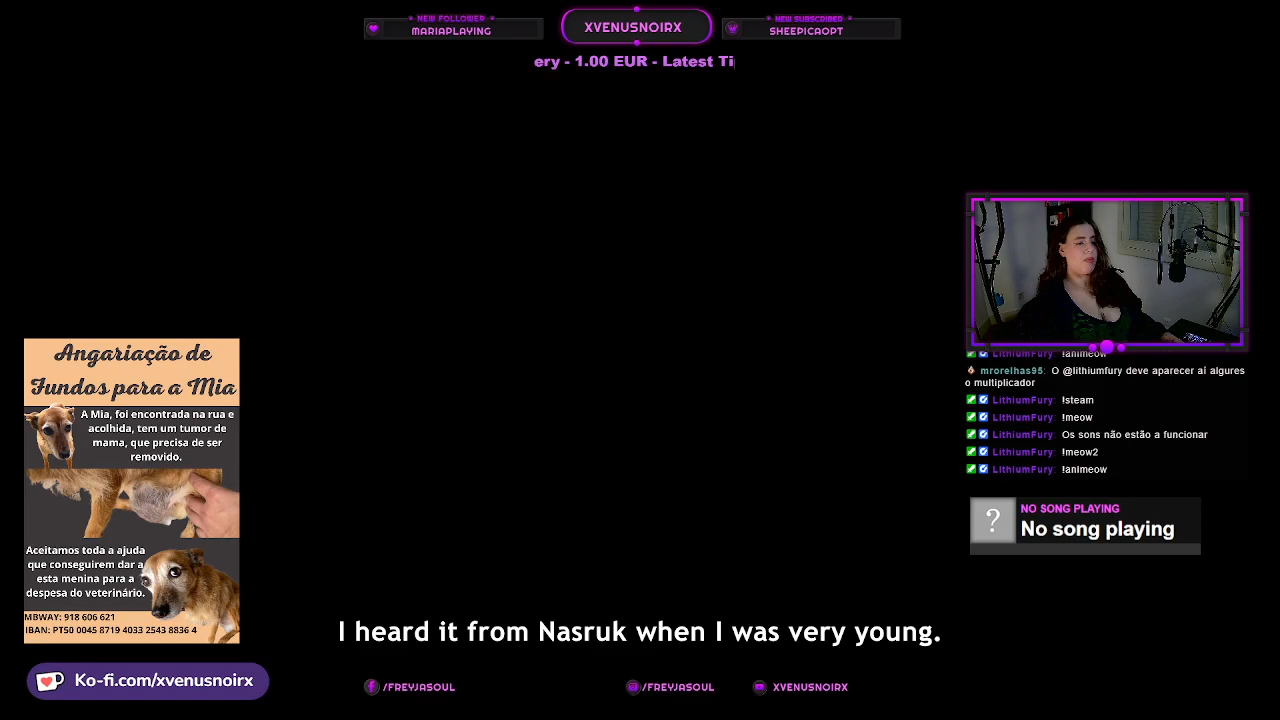 NEW FOLLOWER
MARIAPLAYING
XVENUSNOIRX
NEW SUBSCRIBER
SHEEPICAOPT
ery - 1.00 EUR - Latest Ti
LithiumFury: !animeow
mrorelhas95: O @lithiumfury deve aparecer aí algures
o multiplicador
LithiumFury: !steam
LithiumFury: !meow
LithiumFury: Os sons não estão a funcionar
LithiumFury: !meow2
LithiumFury: !animeow
NO SONG PLAYING
No song playing
Angariação de
Fundos para a Mia
A Mia, foi encontrada na rua e
acolhida, tem um tumor de
mama, que precisa de ser
removido.
Aceitamos toda a ajuda
que conseguirem dar a
esta menina para a
despesa do veterinário.
MBWAY: 918 606 621
IBAN: PT50 0045 8719 4033 2543 8836 4
I heard it from Nasruk when I was very young.
Ko-fi.com/xvenusnoirx
/FREYJASOUL
/FREYJASOUL
XVENUSNOIRX